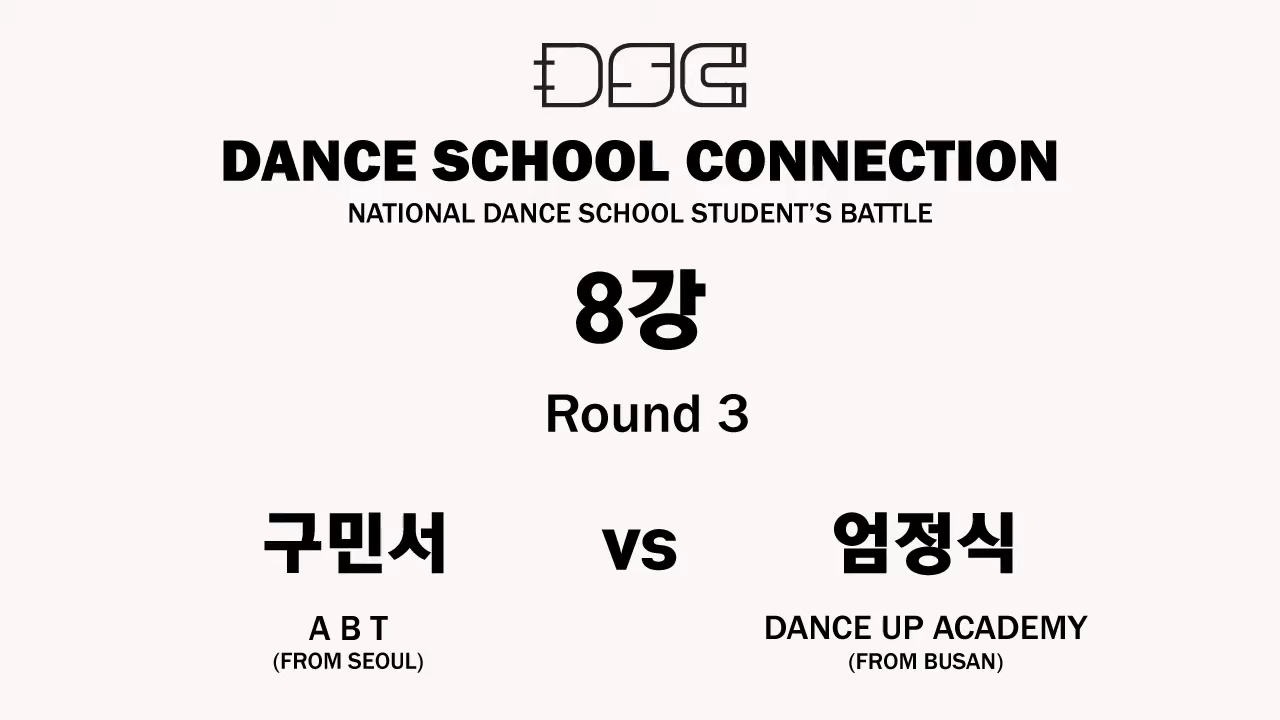 DSC
DANCE SCHOOL CONNECTION
NATIONAL DANCE SCHOOL STUDENT’S BATTLE
8강
Round 3
구민서 vs 엄정식
A B T DANCE UP ACADEMY
(FROM SEOUL) (FROM BUSAN)